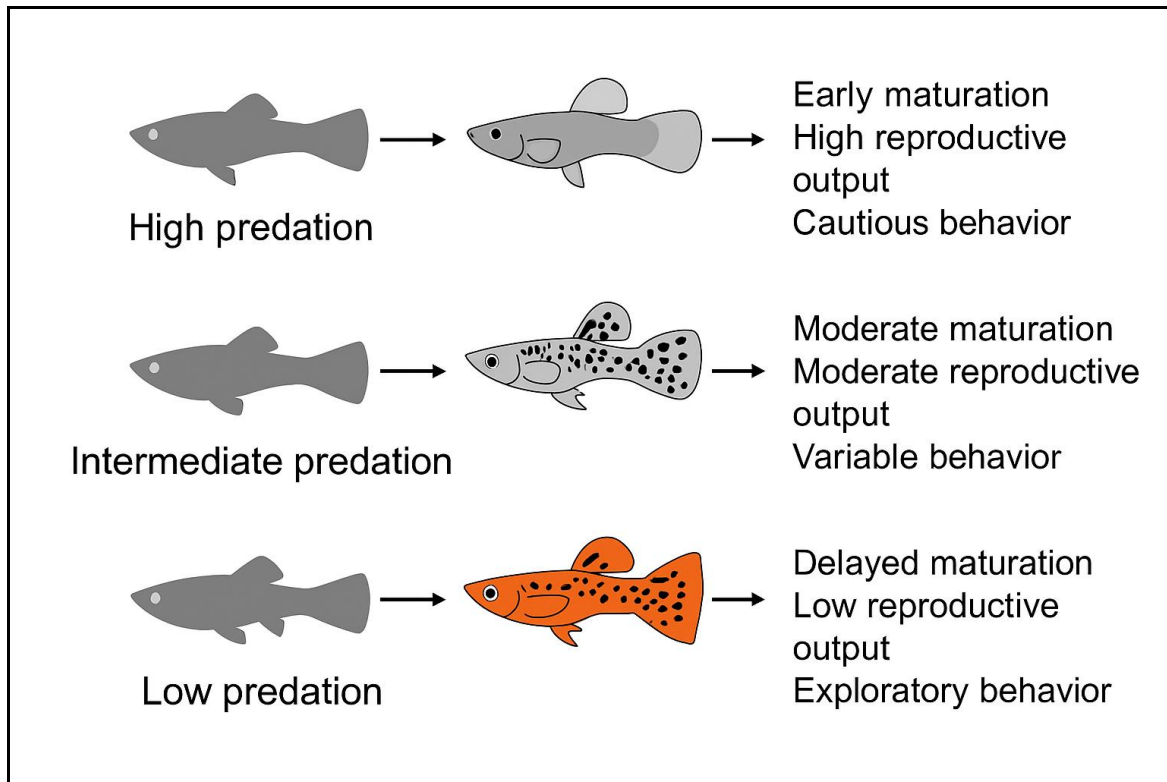 High predation
Early maturation
High reproductive
output
Cautious behavior
Intermediate predation
Moderate maturation
Moderate reproductive
output
Variable behavior
Low predation
Delayed maturation
Low reproductive
output
Exploratory behavior